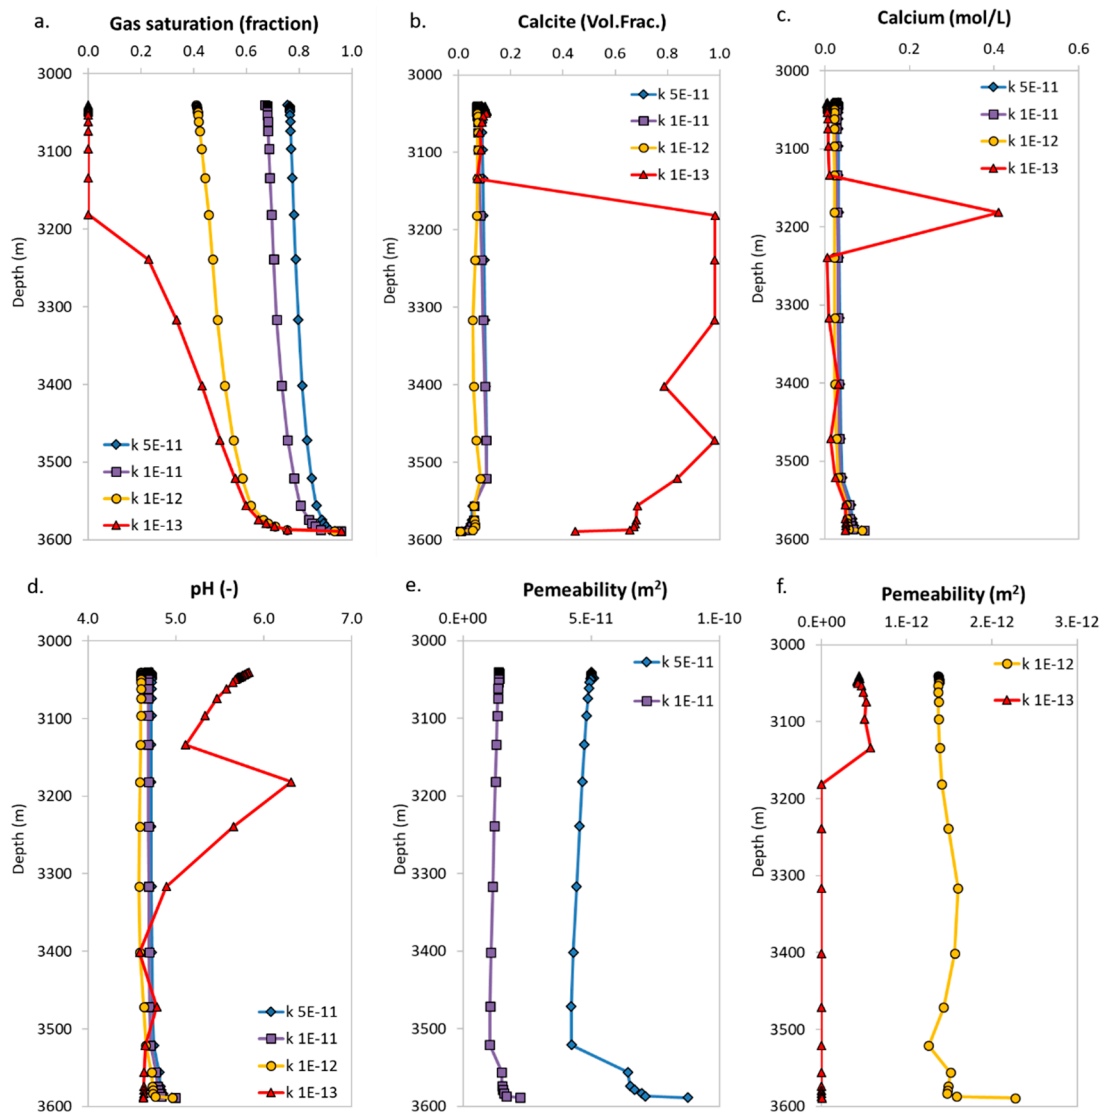 a.
Gas saturation (fraction)
0.0 0.2 0.4 0.6 0.8 1.0
3000
3100
3200
3300
3400
3500
3600
Depth (m)
k 5E-11
k 1E-11
k 1E-12
k 1E-13
b.
Calcite (Vol.Frac.)
0.0 0.2 0.4 0.6 0.8 1.0
3000
3100
3200
3300
3400
3500
3600
Depth (m)
k 5E-11
k 1E-11
k 1E-12
k 1E-13
c.
Calcium (mol/L)
0.0 0.2 0.4 0.6
3000
3100
3200
3300
3400
3500
3600
Depth (m)
k 5E-11
k 1E-11
k 1E-12
k 1E-13
d.
pH (-)
4.0 5.0 6.0 7.0
3000
3100
3200
3300
3400
3500
3600
Depth (m)
k 5E-11
k 1E-11
k 1E-12
k 1E-13
e.
Pemeability (m²)
0.E+00 5.E-11 1.E-10
3000
3100
3200
3300
3400
3500
3600
Depth (m)
k 5E-11
k 1E-11
f.
Pemeability (m²)
0.E+00 1.E-12 2.E-12 3.E-12
3000
3100
3200
3300
3400
3500
3600
Depth (m)
k 1E-12
k 1E-13